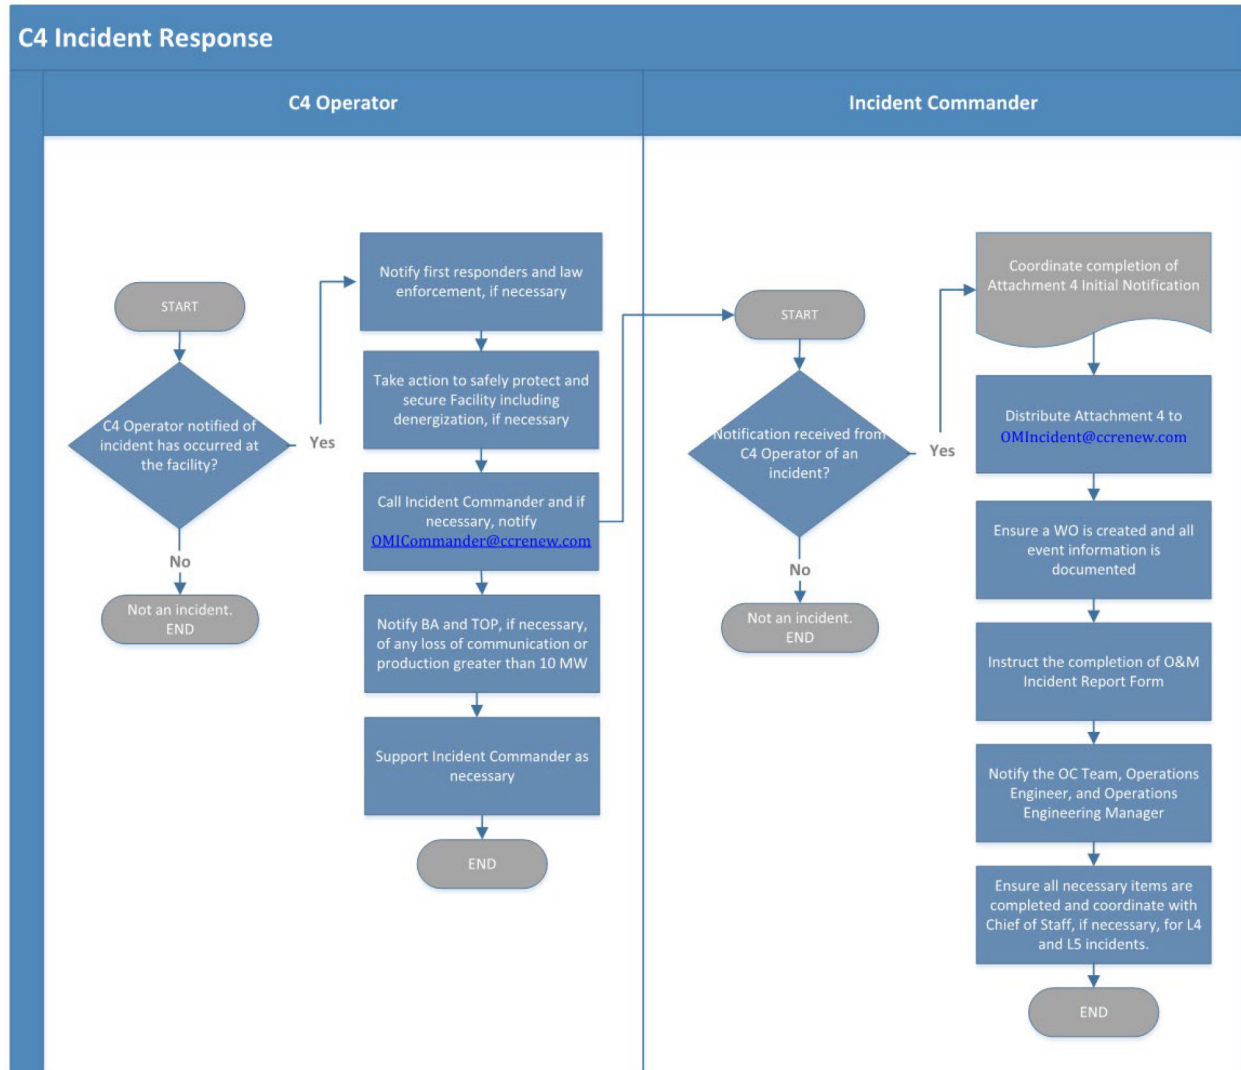 C4 Incident Response
C4 Operator
Incident Commander
START
C4 Operator notified of
incident has occurred at
the facility?
Yes
No
Not an incident.
END
Notify first responders and law
enforcement, if necessary
Take action to safely protect and
secure Facility including
denergization, if necessary
Call Incident Commander and if
necessary, notify
OMICommander@ccrenew.com
Notify BA and TOP, if necessary,
of any loss of communication or
production greater than 10 MW
Support Incident Commander as
necessary
END
START
Notification received from
C4 Operator of an
incident?
Yes
No
Not an incident.
END
Coordinate completion of
Attachment 4 Initial Notification
Distribute Attachment 4 to
OMIncident@ccrenew.com
Ensure a WO is created and all
event information is
documented
Instruct the completion of O&M
Incident Report Form
Notify the OC Team, Operations
Engineer, and Operations
Engineering Manager
Ensure all necessary items are
completed and coordinate with
Chief of Staff, if necessary, for L4
and L5 incidents.
END